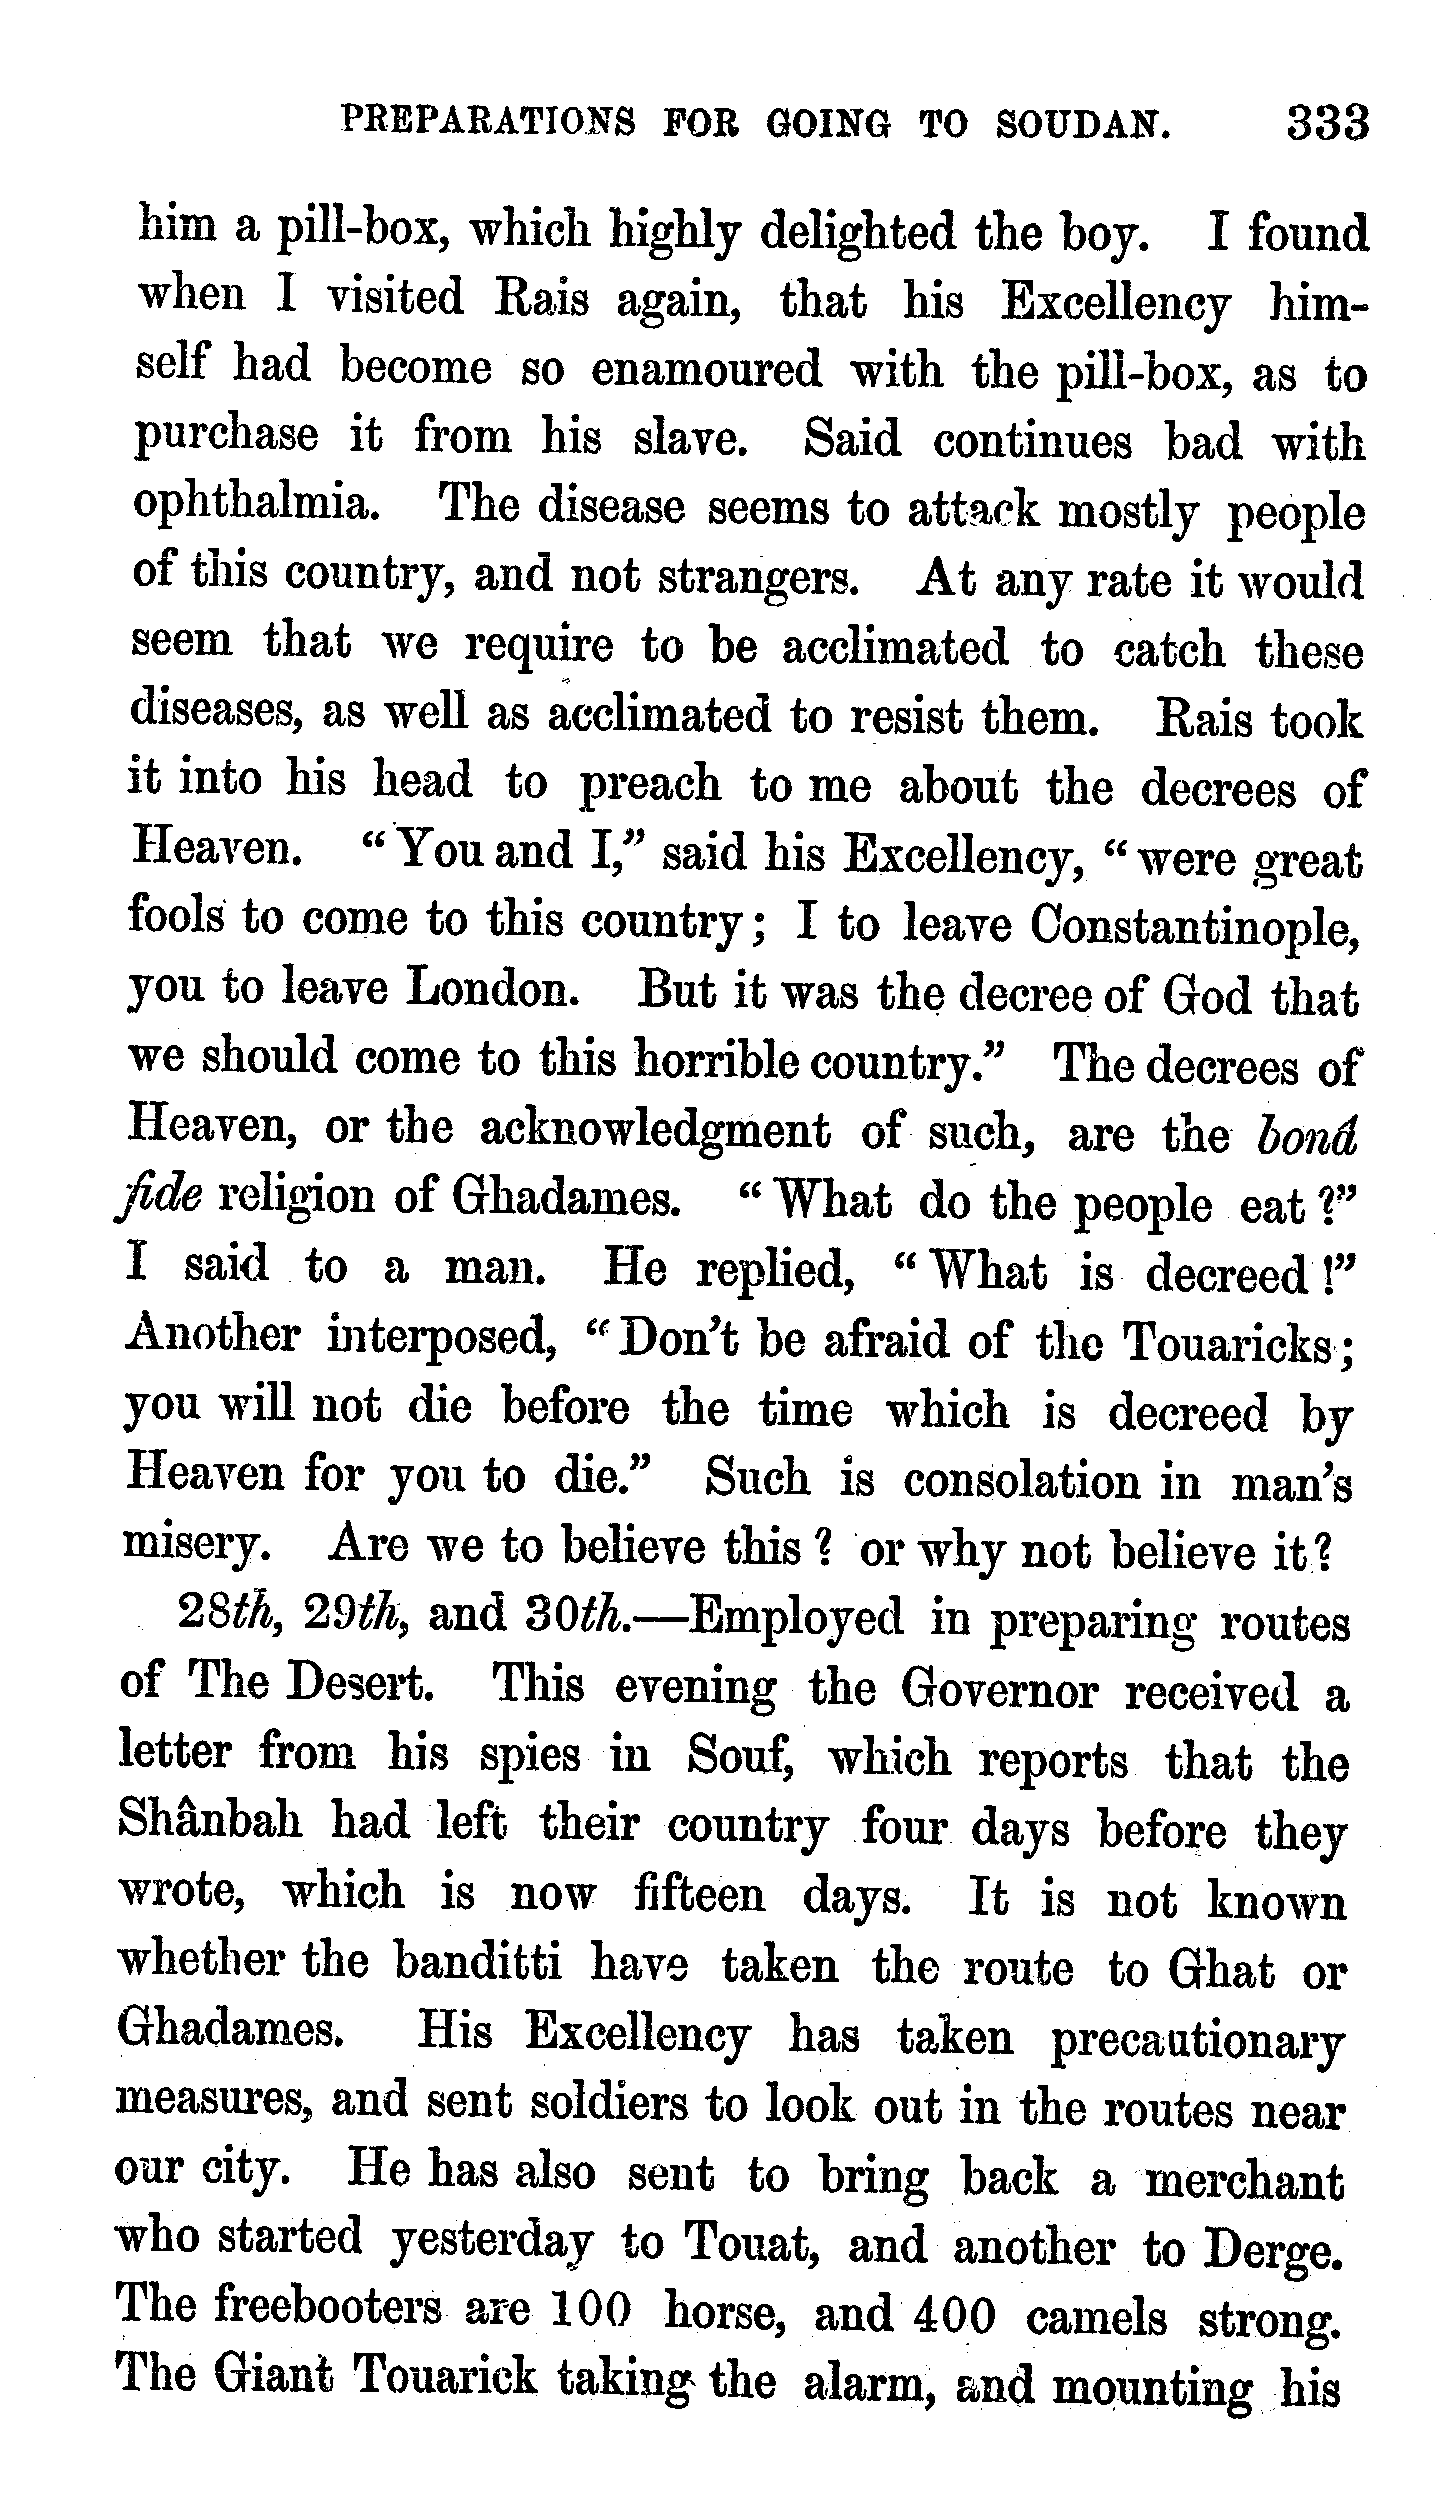 PREPARATIONS FOR GOING TO SOUDAN. 333
him a pill-box, which highly delighted the boy. I found
when I visited Rais again, that his Excellency him-
self had become so enamoured with the pill-box, as to
purchase it from his slave. Said continues bad with
ophthalmia. The disease seems to attack mostly people
of this country, and not strangers. At any rate it would
seem that we require to be acclimated to catch these
diseases, as well as acclimated to resist them. Rais took
it into his head to preach to me about the decrees of
Heaven. "You and I," said his Excellency, "were great
fools to come to this country; I to leave Constantinople,
you to leave London. But it was the decree of God that
we should come to this horrible country." The decrees of
Heaven, or the acknowledgment of such, are the bonâ
fide religion of Ghadames. "What do the people eat?"
I said to a man. He replied, "What is decreed!"
Another interposed, "Don't be afraid of the Touaricks;
you will not die before the time which is decreed by
Heaven for you to die." Such is consolation in man's
misery. Are we to believe this? or why not believe it?
28th, 29th, and 30th.—Employed in preparing routes
of The Desert. This evening the Governor received a
letter from his spies in Souf, which reports that the
Shânbah had left their country four days before they
wrote, which is now fifteen days. It is not known
whether the banditti have taken the route to Ghat or
Ghadames. His Excellency has taken precautionary
measures, and sent soldiers to look out in the routes near
our city. He has also sent to bring back a merchant
who started yesterday to Touat, and another to Derge.
The freebooters are 100 horse, and 400 camels strong.
The Giant Touarick taking the alarm, and mounting his